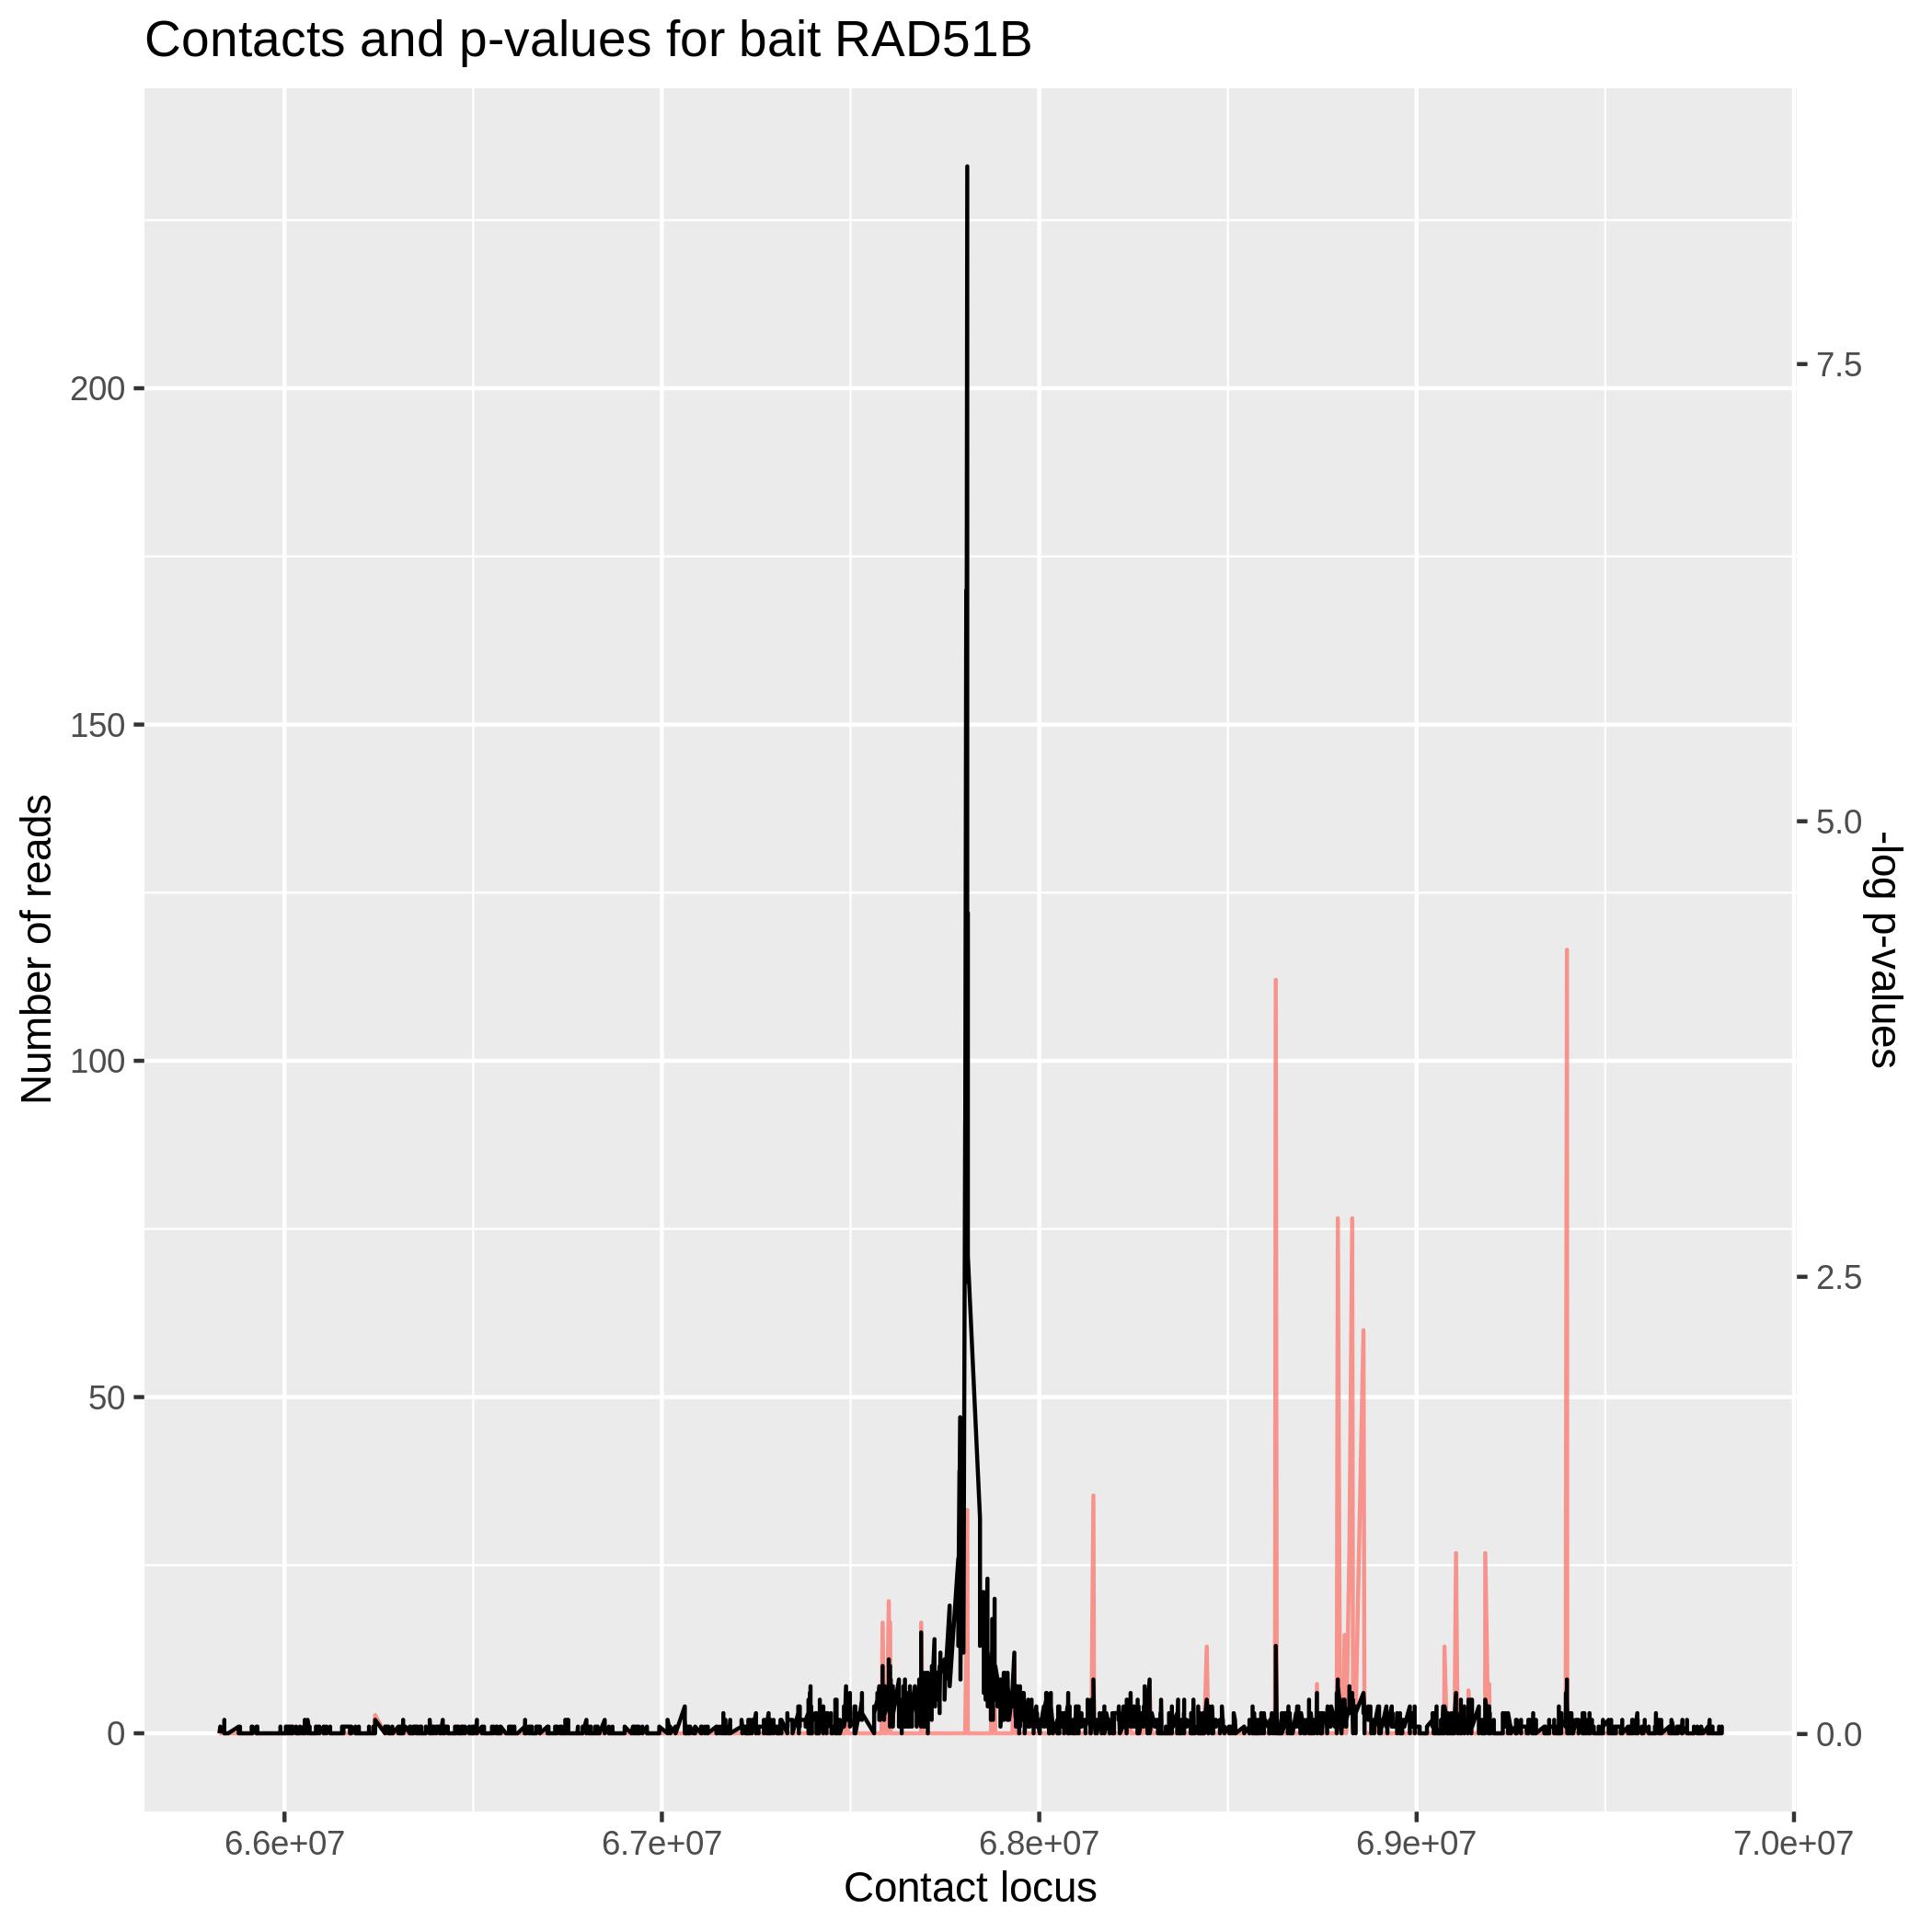 Contacts and p-values for bait RAD51B
Number of reads
200
150
100
50
0
7.5
5.0
2.5
0.0
-log p-values
6.6e+07
6.7e+07
6.8e+07
6.9e+07
7.0e+07
Contact locus